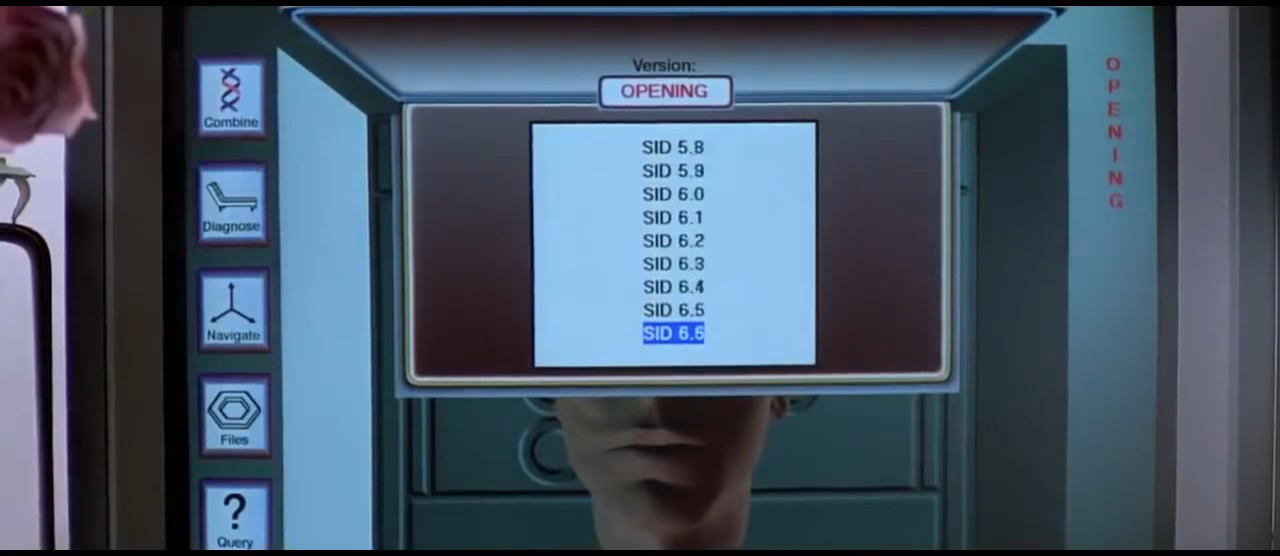 Version:
OPENING
SID 5.8
SID 5.9
SID 6.0
SID 6.1
SID 6.2
SID 6.3
SID 6.4
SID 6.5
SID 6.6
Combine
Diagnose
Navigate
Files
?
Query
OPENING